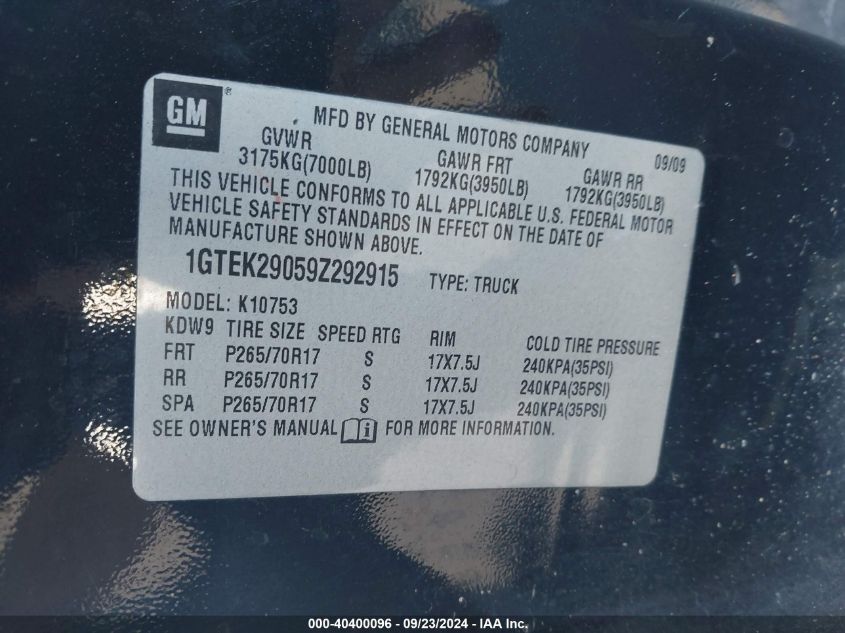 GM ®
MFD BY GENERAL MOTORS COMPANY 09/09
GVWR GAWR FRT GAWR RR
3175KG(7000LB) 1792KG(3950LB) 1792KG(3950LB)
THIS VEHICLE CONFORMS TO ALL APPLICABLE U.S. FEDERAL MOTOR
VEHICLE SAFETY STANDARDS IN EFFECT ON THE DATE OF
MANUFACTURE SHOWN ABOVE.
1GTEK29059Z292915 TYPE: TRUCK
MODEL: K10753
KDW9 TIRE SIZE SPEED RTG RIM COLD TIRE PRESSURE
FRT P265/70R17 S 17X7.5J 240KPA(35PSI)
RR P265/70R17 S 17X7.5J 240KPA(35PSI)
SPA P265/70R17 S 17X7.5J 240KPA(35PSI)
SEE OWNER'S MANUAL i FOR MORE INFORMATION.
000-40400096 - 09/23/2024 - IAA Inc.